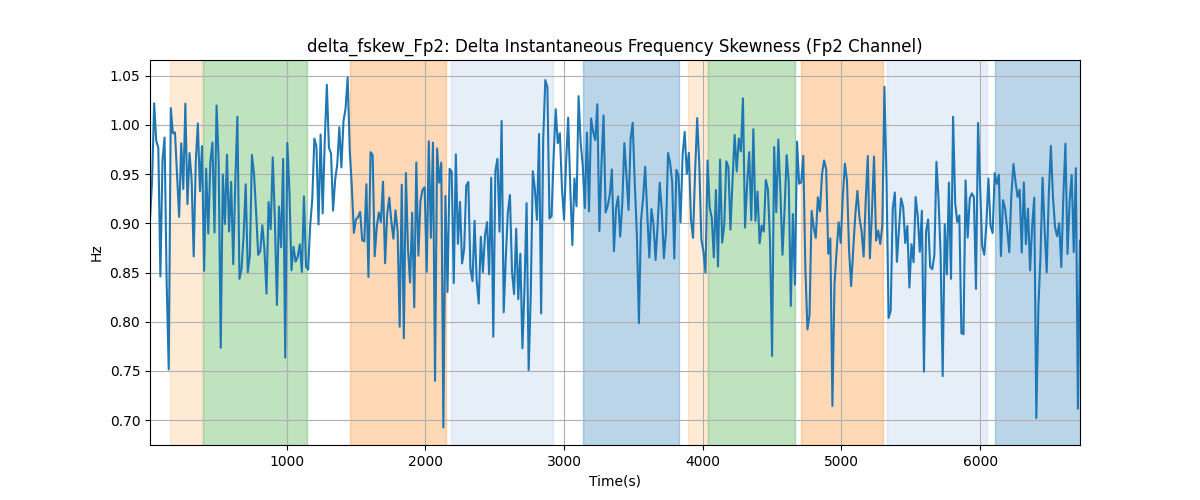 delta_fskew_Fp2: Delta Instantaneous Frequency Skewness (Fp2 Channel)
1.05
1.00
0.95
0.90
0.85
0.80
0.75
0.70
Hz
1000 2000 3000 4000 5000 6000
Time(s)